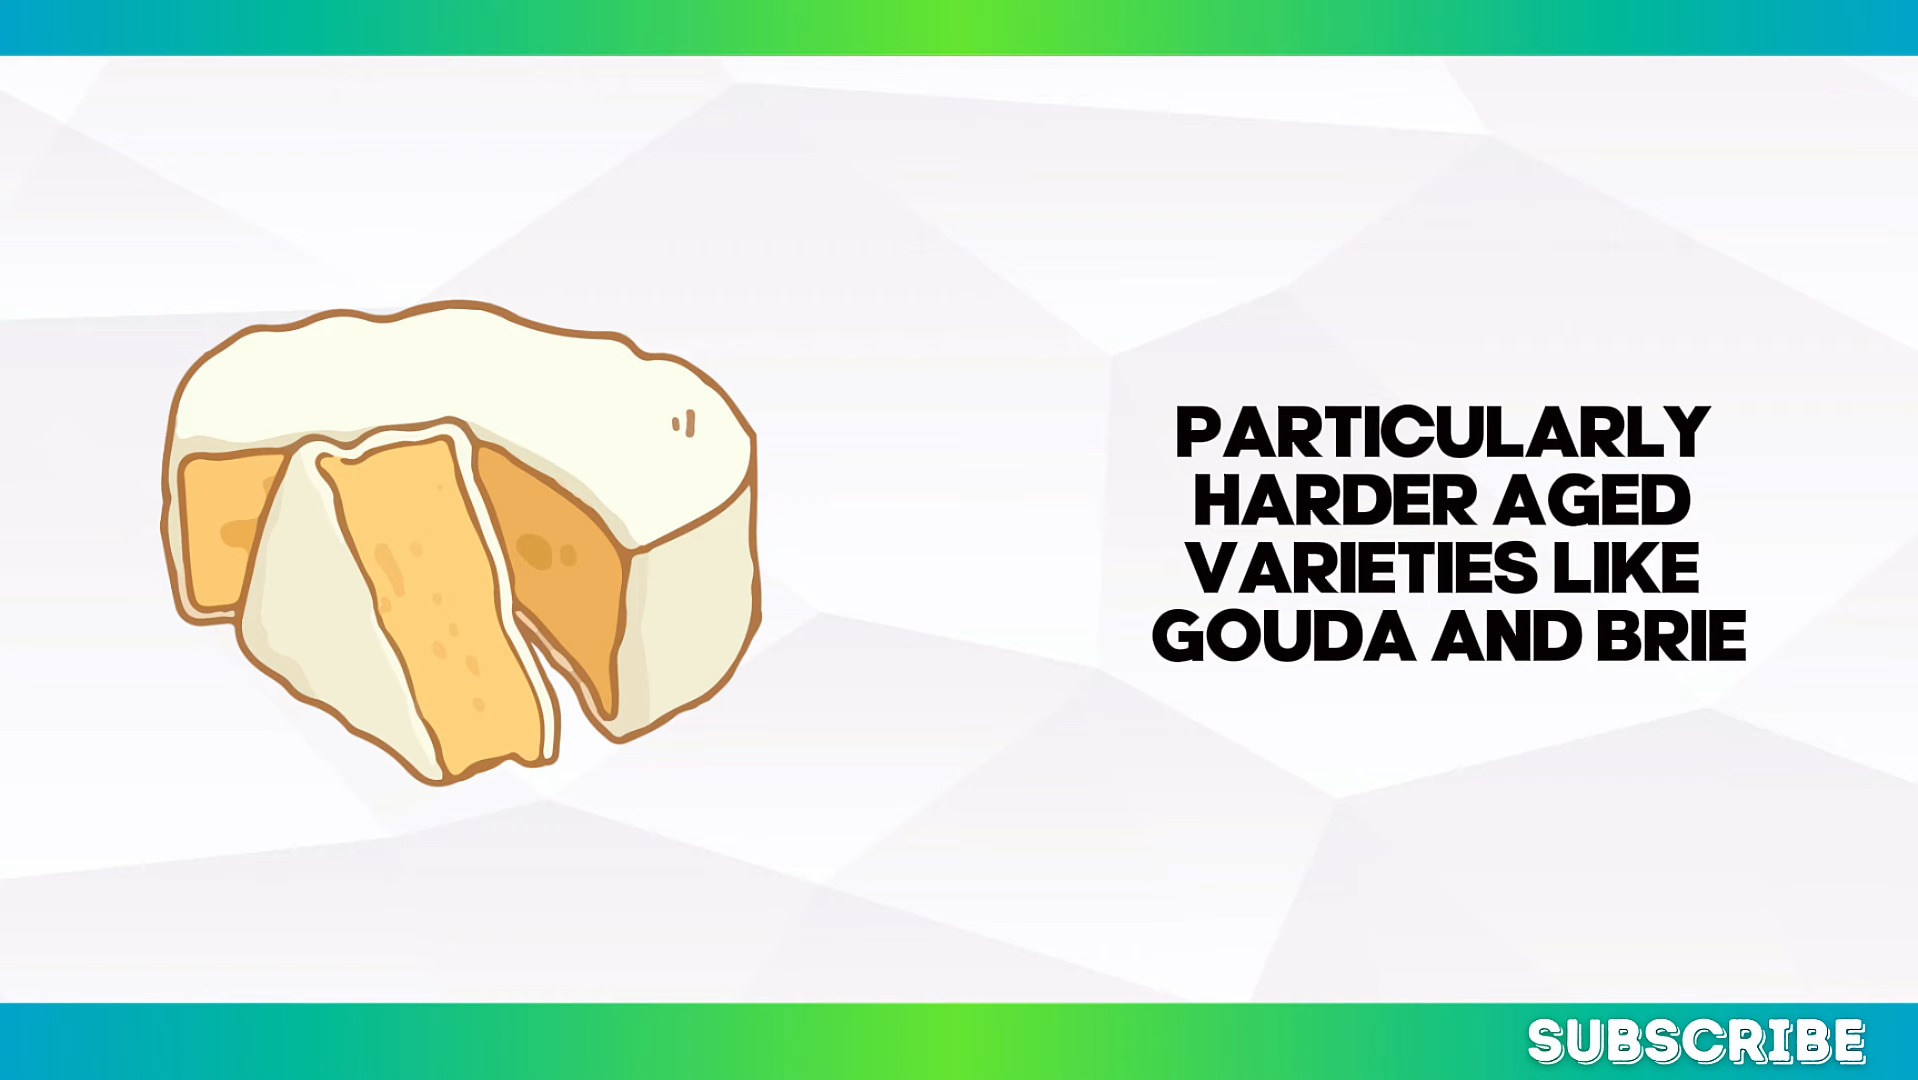 PARTICULARLY
HARDER AGED
VARIETIES LIKE
GOUDA AND BRIE
SUBSCRIBE